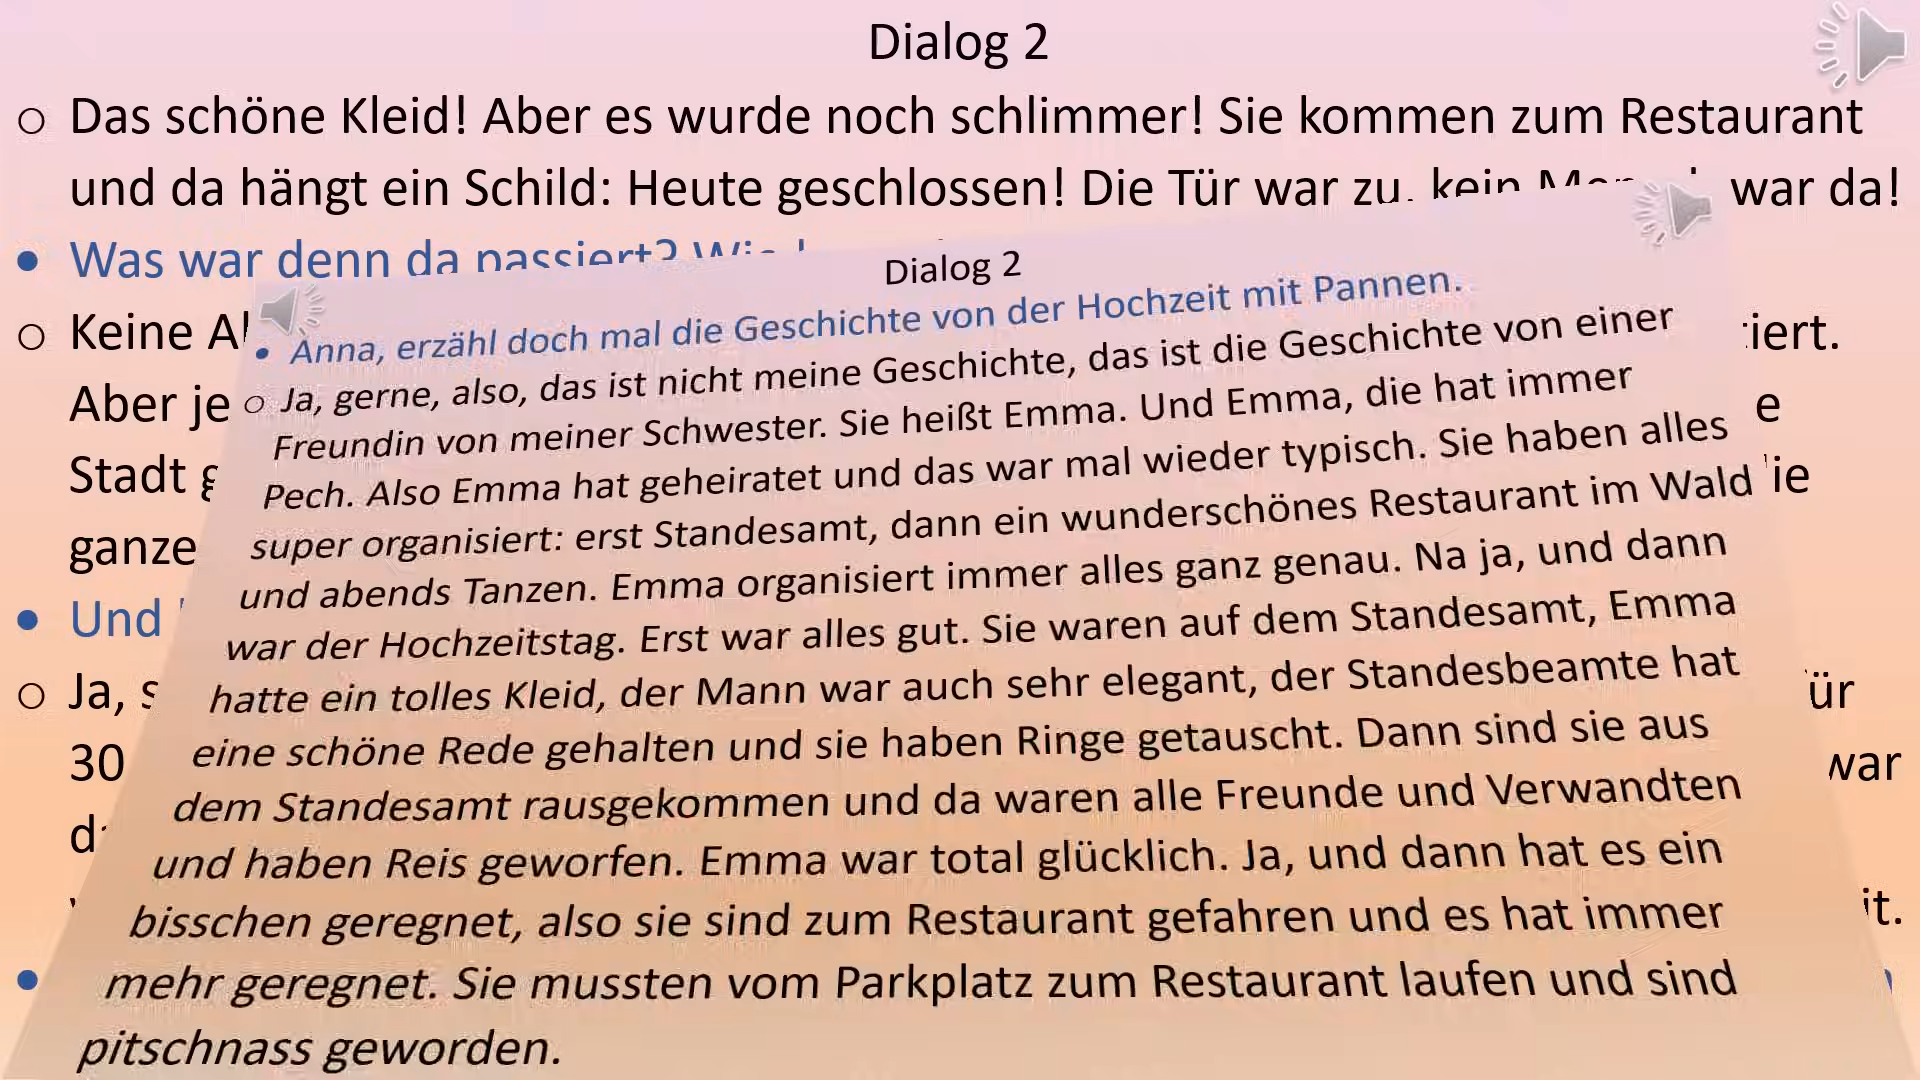 Dialog 2
○ Das schöne Kleid! Aber es wurde noch schlimmer! Sie kommen zum Restaurant
und da hängt ein Schild: Heute geschlossen! Die Tür war zu, kein war da!
• Was war denn da passiert?
○ Keine
Aber je
Stadt
ganze
• Und
○ Ja,
30
war
Dialog 2
• Anna, erzähl doch mal die Geschichte von der Hochzeit mit Pannen.
○ Ja, gerne, also, das ist nicht meine Geschichte, das ist die Geschichte von einer
Freundin von meiner Schwester. Sie heißt Emma. Und Emma, die hat immer
Pech. Also Emma hat geheiratet und das war mal wieder typisch. Sie haben alles
super organisiert: erst Standesamt, dann ein wunderschönes Restaurant im Wald
und abends Tanzen. Emma organisiert immer alles ganz genau. Na ja, und dann
war der Hochzeitstag. Erst war alles gut. Sie waren auf dem Standesamt, Emma
hatte ein tolles Kleid, der Mann war auch sehr elegant, der Standesbeamte hat
eine schöne Rede gehalten und sie haben Ringe getauscht. Dann sind sie aus
dem Standesamt rausgekommen und da waren alle Freunde und Verwandten
und haben Reis geworfen. Emma war total glücklich. Ja, und dann hat es ein
bisschen geregnet, also sie sind zum Restaurant gefahren und es hat immer
mehr geregnet. Sie mussten vom Parkplatz zum Restaurant laufen und sind
pitschnass geworden.